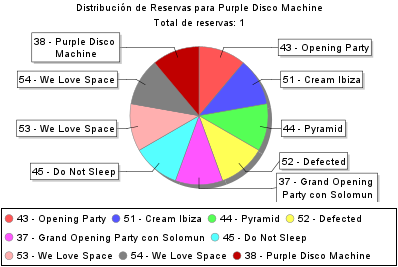 Distribución de Reservas para Purple Disco Machine
Total de reservas: 1
38 - Purple Disco
Machine
43 - Opening Party
54 - We Love Space
51 - Cream Ibiza
53 - We Love Space
44 - Pyramid
45 - Do Not Sleep
52 - Defected
37 - Grand Opening
Party con Solomun
43 - Opening Party 51 - Cream Ibiza 44 - Pyramid 52 - Defected
37 - Grand Opening Party con Solomun 45 - Do Not Sleep
53 - We Love Space 54 - We Love Space 38 - Purple Disco Machine